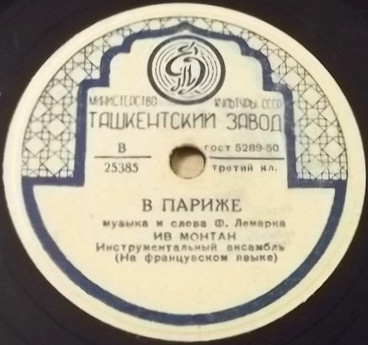 МИНИСТЕРСТВО КУЛЬТУРЫ СССР
ТАШКЕНТСКИЙ ЗАВОД
В
25385
ГОСТ 5289-50
третий кл.
В ПАРИЖЕ
музыка и слова Ф. Лемарка
ИВ МОНТАН
Инструментальный ансамбль
(На французском языке)